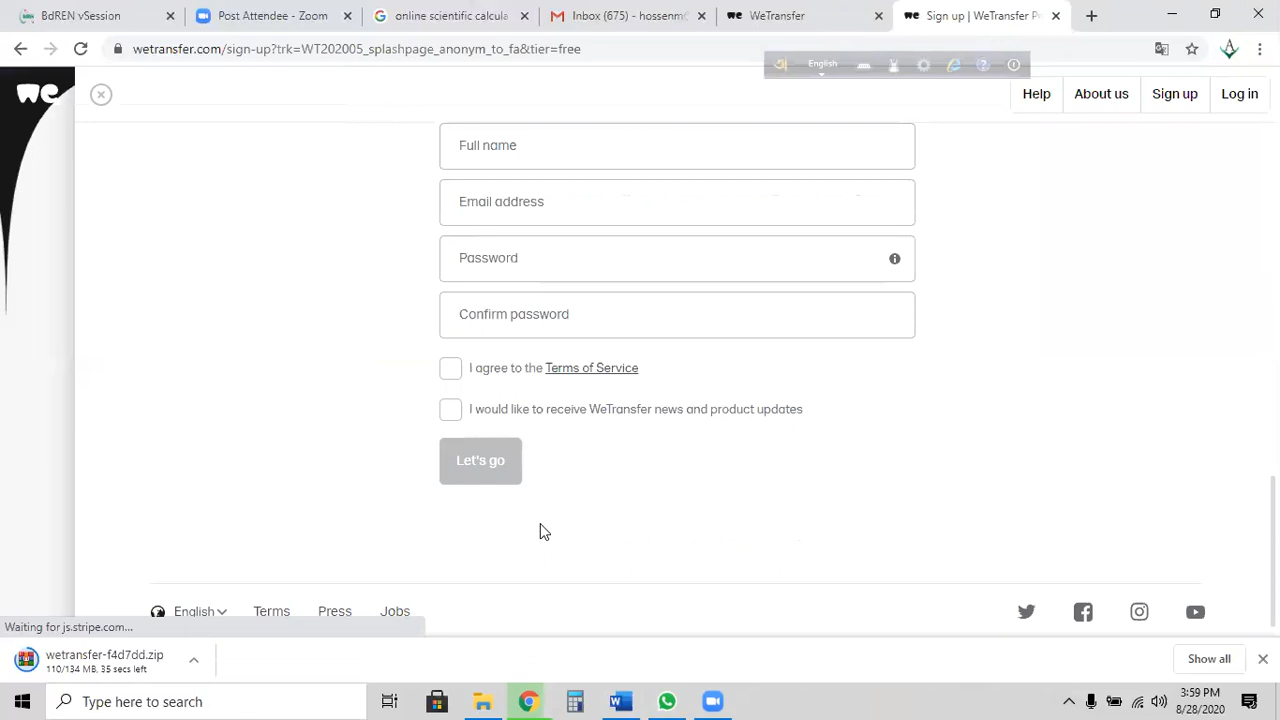 BdREN vSession
Post Attendee - Zoom
online scientific calcula
Inbox (675) - hossenm
WeTransfer
Sign up | WeTransfer P
wetransfer.com/sign-up?trk=WT202005_splashpage_anonym_to_fa&tier=free
English
we
Help
About us
Sign up
Log in
Full name
Email address
Password
Confirm password
I agree to the Terms of Service
I would like to receive WeTransfer news and product updates
Let's go
English
Terms
Press
Jobs
Waiting for js.stripe.com...
wetransfer-f4d7dd.zip
110/134 MB, 35 secs left
Show all
Type here to search
3:59 PM
8/28/2020